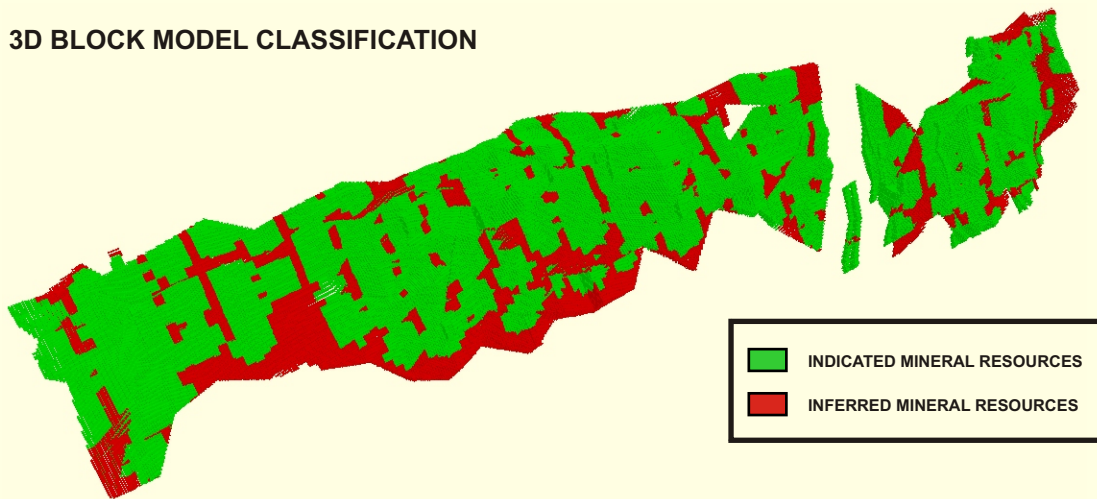 3D BLOCK MODEL CLASSIFICATION
INDICATED MINERAL RESOURCES
INFERRED MINERAL RESOURCES